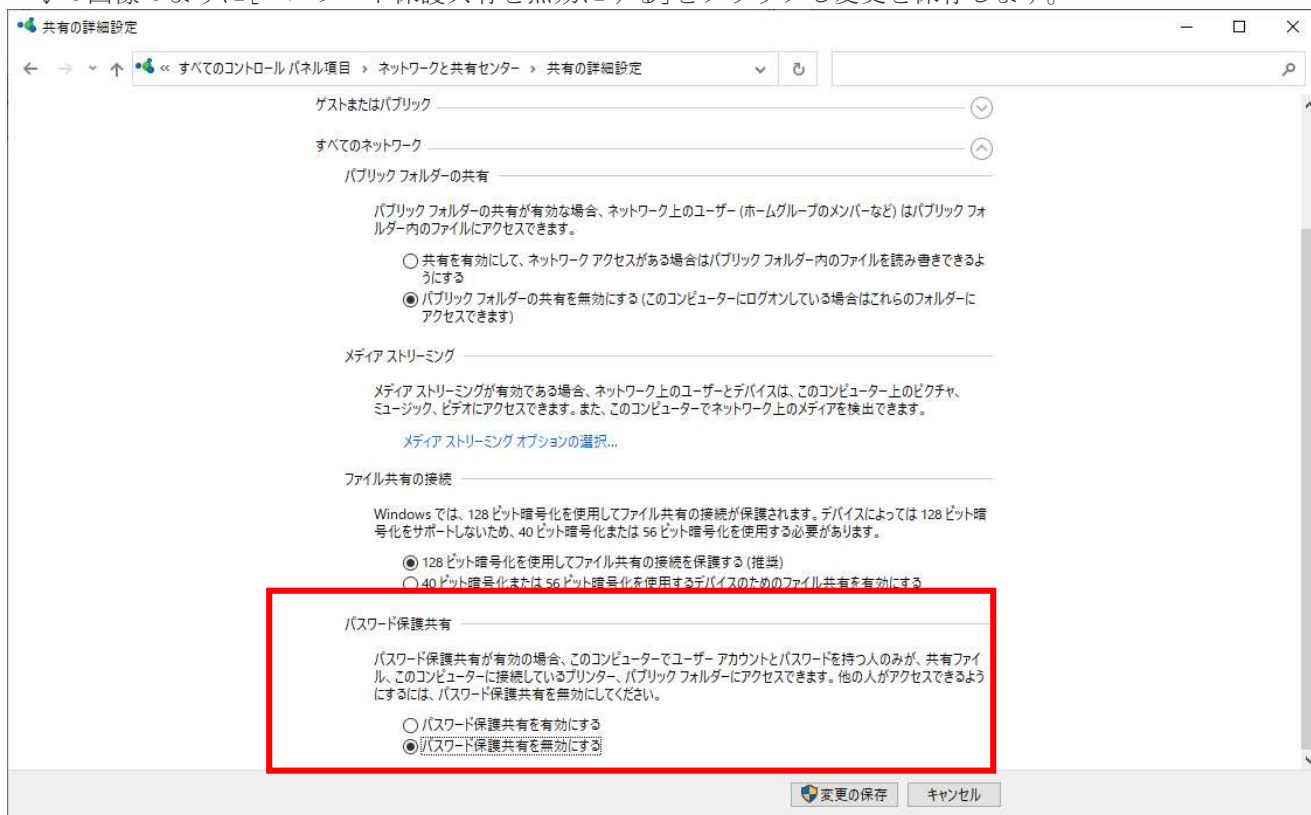 共有の詳細設定
« すべてのコントロール パネル項目 › ネットワークと共有センター › 共有の詳細設定
ゲストまたはパブリック
すべてのネットワーク
パブリック フォルダーの共有
パブリック フォルダーの共有が有効な場合、ネットワーク上のユーザー (ホームグループのメンバーなど) はパブリック フォ
ルダー内のファイルにアクセスできます。
共有を有効にして、ネットワーク アクセスがある場合はパブリック フォルダー内のファイルを読み書きできるよ
うにする
パブリック フォルダーの共有を無効にする (このコンピューターにログオンしている場合はこれらのフォルダーに
アクセスできます)
メディア ストリーミング
メディア ストリーミングが有効である場合、ネットワーク上のユーザーとデバイスは、このコンピューター上のピクチャ、
ミュージック、ビデオにアクセスできます。また、このコンピューターでネットワーク上のメディアを検出できます。
メディア ストリーミング オプションの選択...
ファイル共有の接続
Windows では、128 ビット暗号化を使用してファイル共有の接続が保護されます。デバイスによっては 128 ビット暗
号化をサポートしないため、40 ビット暗号化または 56 ビット暗号化を使用する必要があります。
128 ビット暗号化を使用してファイル共有の接続を保護する (推奨)
40 ビット暗号化または 56 ビット暗号化を使用するデバイスのためのファイル共有を有効にする
パスワード保護共有
パスワード保護共有が有効の場合、このコンピューターでユーザー アカウントとパスワードを持つ人のみが、共有ファイ
ル、このコンピューターに接続しているプリンター、パブリック フォルダーにアクセスできます。他の人がアクセスできるよう
にするには、パスワード保護共有を無効にしてください。
パスワード保護共有を有効にする
パスワード保護共有を無効にする
変更の保存 キャンセル